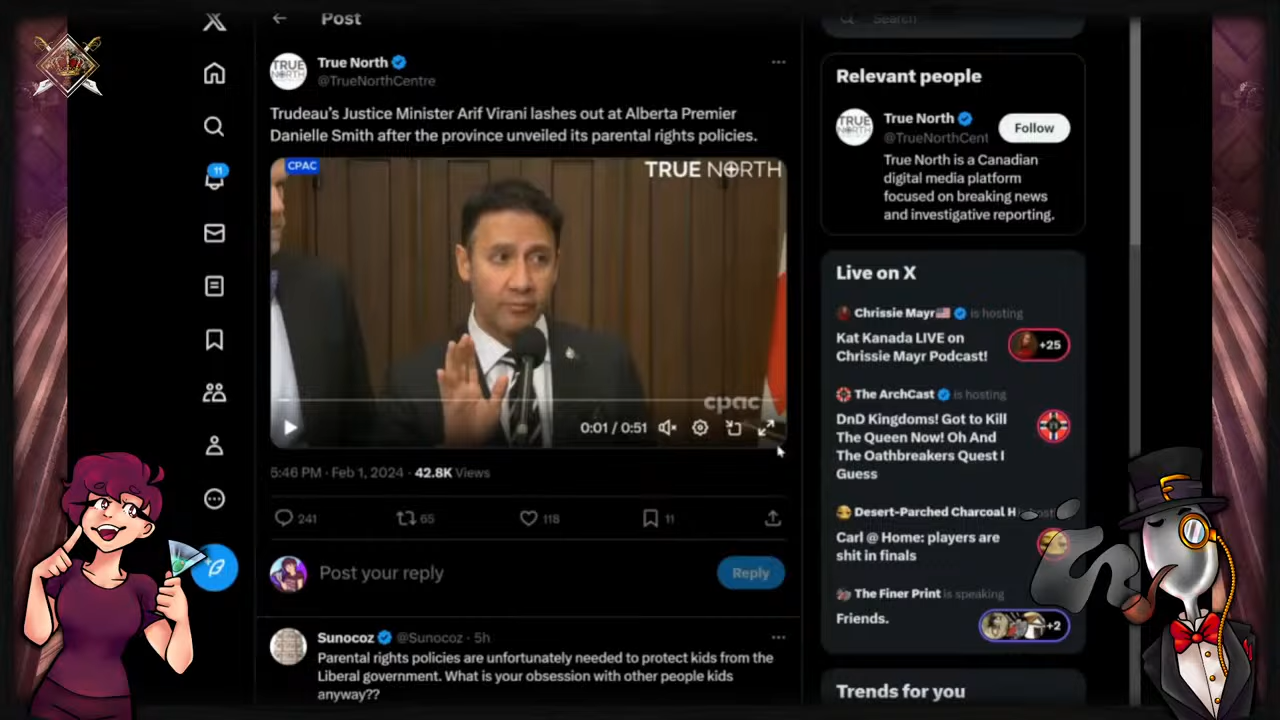 Post
Search
True North
@TrueNorthCentre
Trudeau's Justice Minister Arif Virani lashes out at Alberta Premier
Danielle Smith after the province unveiled its parental rights policies.
CPAC
TRUE NORTH
cpac
0:01 / 0:51
5:46 PM · Feb 1, 2024 · 42.8K Views
241
65
118
11
Post your reply
Reply
Sunocoz @Sunocoz · 5h
Parental rights policies are unfortunately needed to protect kids from the
Liberal government. What is your obsession with other people kids
anyway??
11
TRUE
NORTH
Relevant people
TRUE
NORTH
True North
@TrueNorthCent
Follow
True North is a Canadian
digital media platform
focused on breaking news
and investigative reporting.
Live on X
Chrissie Mayr is hosting
Kat Kanada LIVE on
Chrissie Mayr Podcast!
+25
The ArchCast is hosting
DnD Kingdoms! Got to Kill
The Queen Now! Oh And
The Oathbreakers Quest I
Guess
Desert-Parched Charcoal H
Carl @ Home: players are
shit in finals
The Finer Print is speaking
Friends.
+2
Trends for you